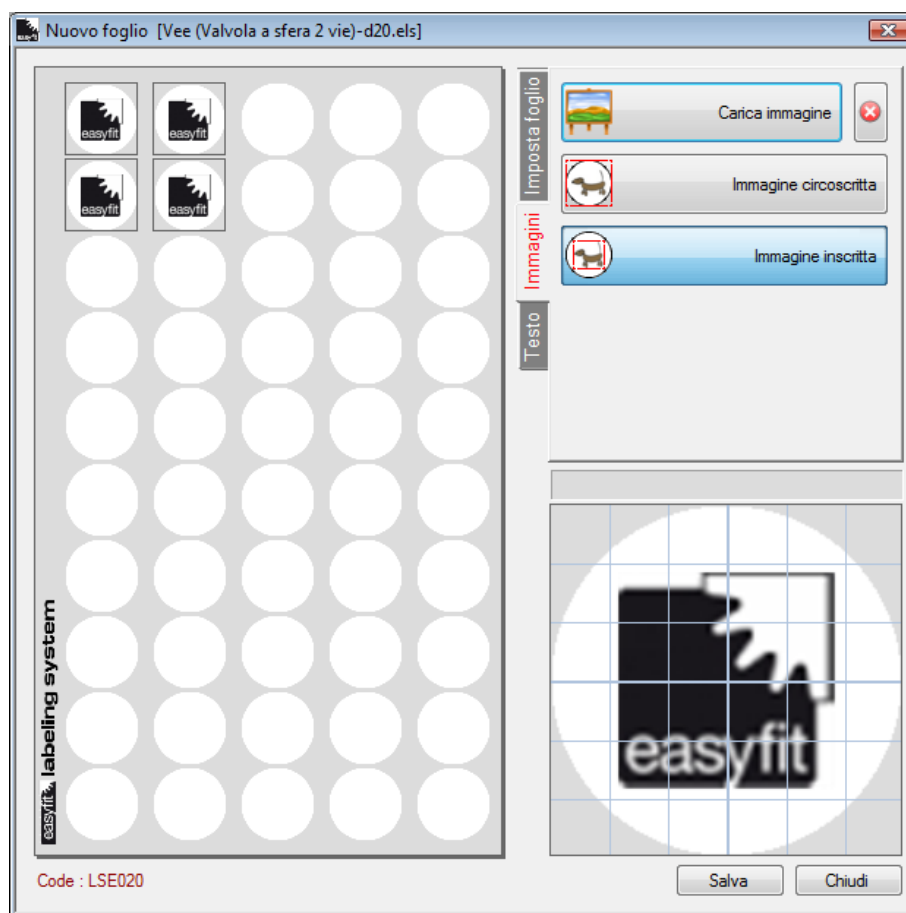 Nuovo foglio [Vee (Valvola a sfera 2 vie)-d20.els]
easyfit
easyfit
easyfit
easyfit
easyfit labeling system
Code : LSE020
Imposta foglio
Immagini
Testo
Carica immagine
Immagine circoscritta
Immagine inscritta
easyfit
Salva
Chiudi